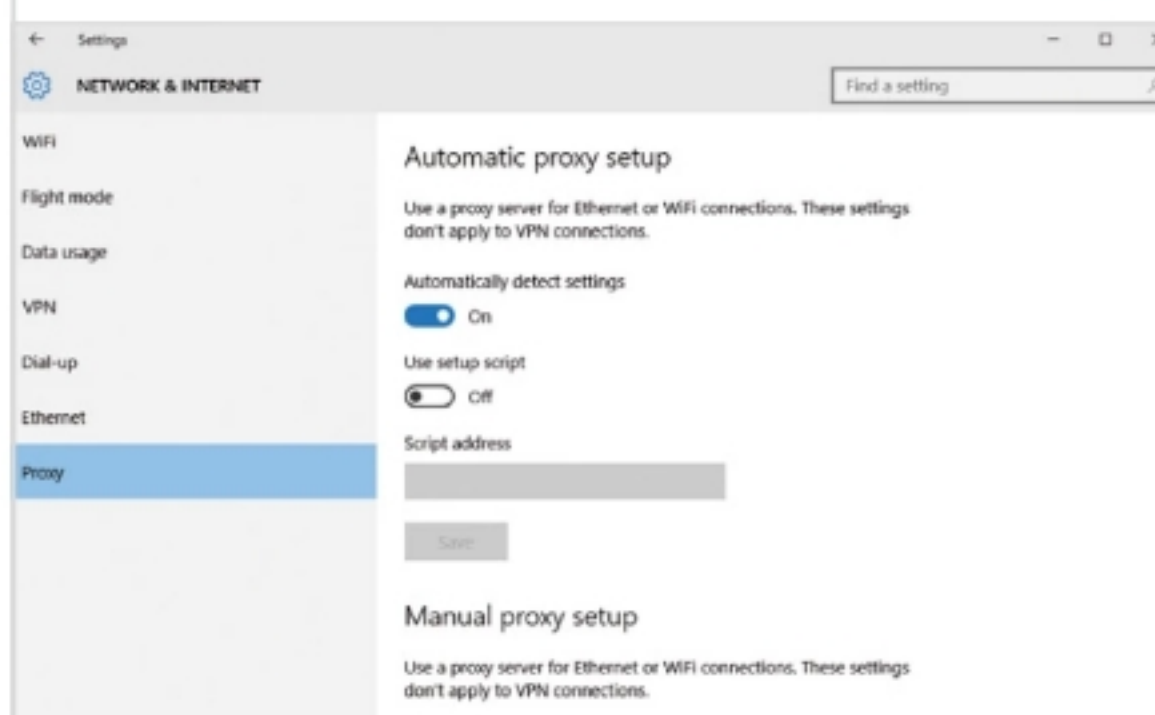 Settings
NETWORK & INTERNET
Find a setting
WiFi
Flight mode
Data usage
VPN
Dial-up
Ethernet
Proxy
Automatic proxy setup
Use a proxy server for Ethernet or WiFi connections. These settings
don't apply to VPN connections.
Automatically detect settings
On
Use setup script
Off
Script address
Save
Manual proxy setup
Use a proxy server for Ethernet or WiFi connections. These settings
don't apply to VPN connections.